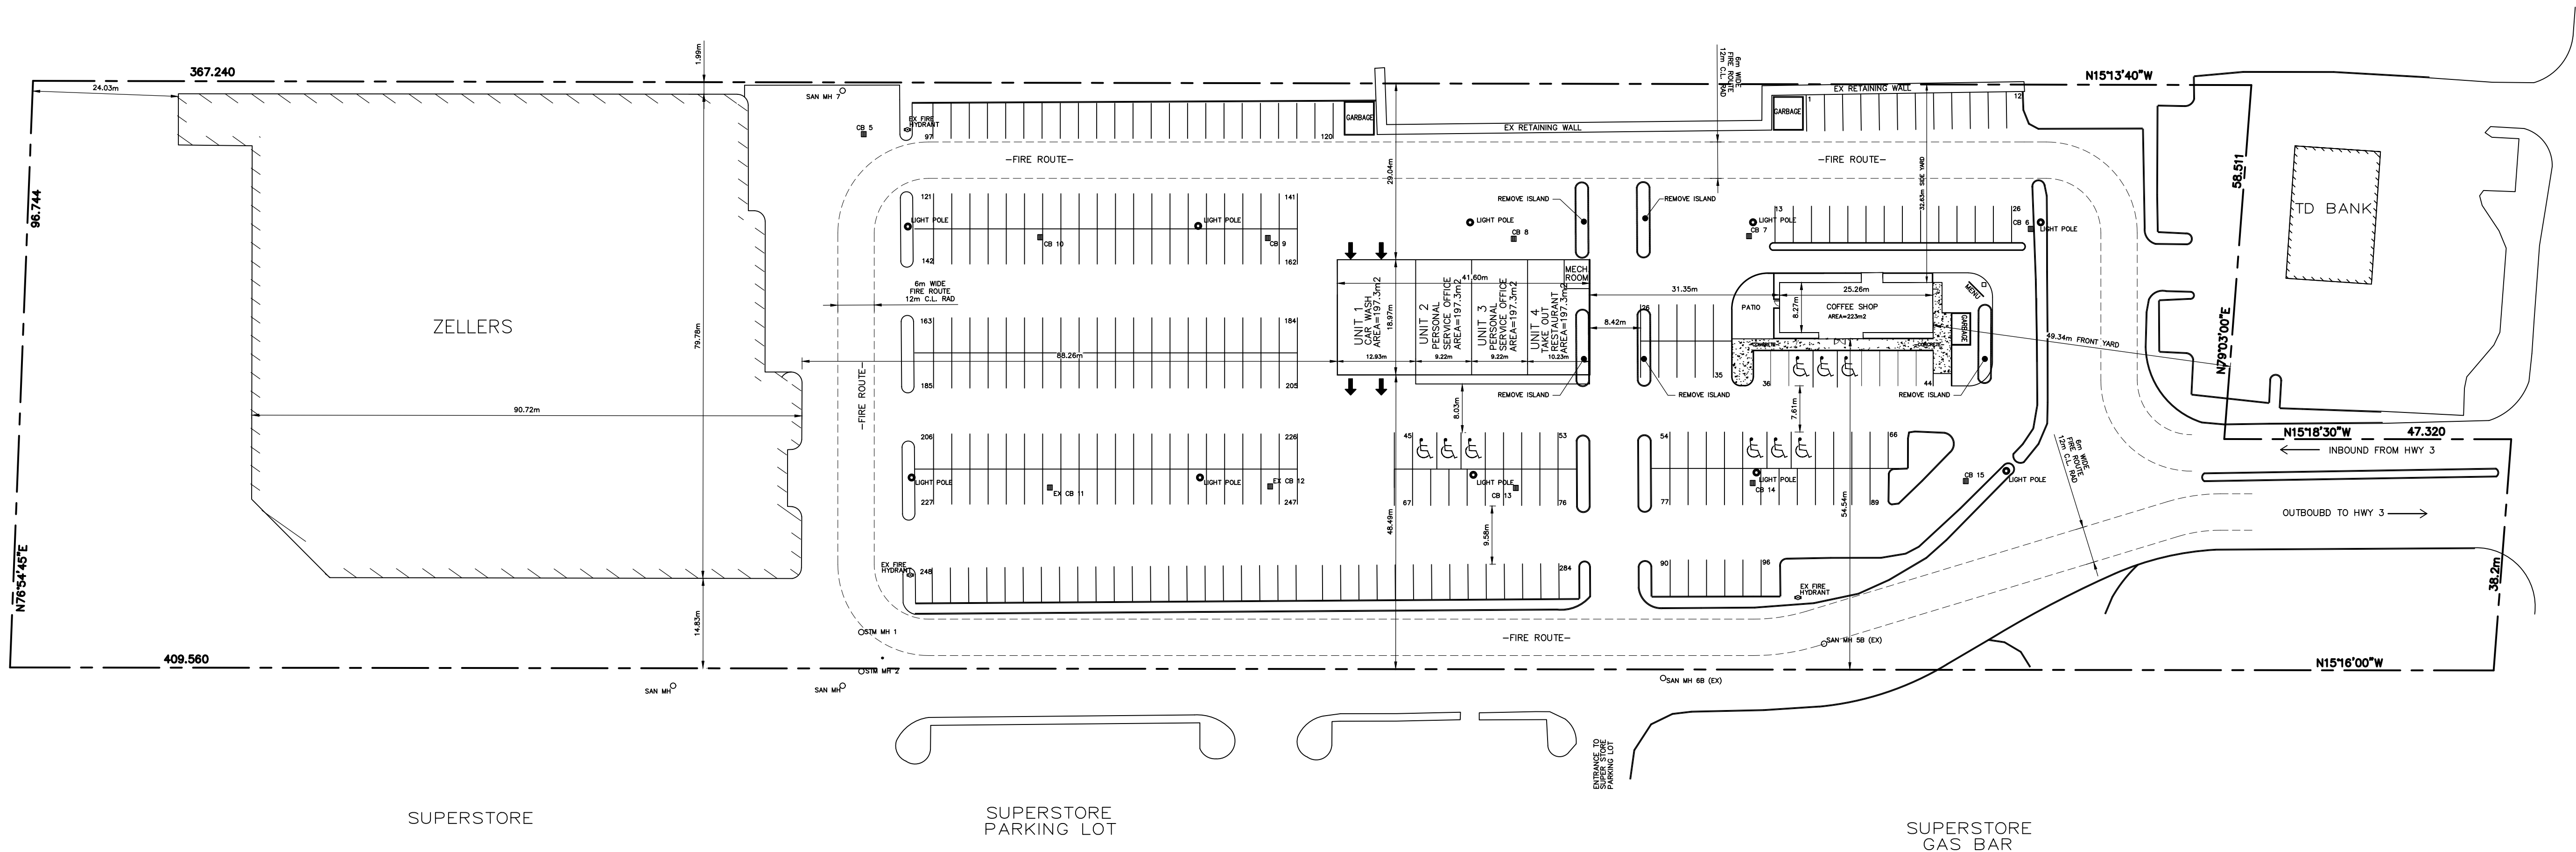 367.240
24.03m
1.99m
SAN MH 7
CB 5
EX FIRE
HYDRANT
97
120
GARBAGE
EX RETAINING WALL
6m WIDE
FIRE ROUTE
12m C.L. RAD
GARBAGE
1
EX RETAINING WALL
12
N15°13'40"W
-FIRE ROUTE-
-FIRE ROUTE-
29.04m
32.63m SIDE YARD
58.511
TD BANK
96.744
121
141
LIGHT POLE
LIGHT POLE
CB 10
CB 9
142
162
LIGHT POLE
CB 8
REMOVE ISLAND
REMOVE ISLAND
13
26
LIGHT POLE
CB 7
CB 6
LIGHT POLE
6m WIDE
FIRE ROUTE
12m C.L. RAD
ZELLERS
79.78m
163
184
88.26m
185
205
-FIRE ROUTE-
41.60m
MECH
ROOM
UNIT 1
CAR WASH
AREA=197.3m2
UNIT 2
PERSONAL
SERVICE OFFICE
AREA=197.3m2
UNIT 3
PERSONAL
SERVICE OFFICE
AREA=197.3m2
UNIT 4
TAKE OUT
RESTAURANT
AREA=197.3m2
18.97m
12.93m
9.22m
9.22m
10.23m
31.35m
8.42m
26
35
PATIO
8.27m
25.26m
COFFEE SHOP
AREA=223m2
MENU
GARBAGE
49.34m FRONT YARD
N79°03'00"E
36
44
REMOVE ISLAND
REMOVE ISLAND
REMOVE ISLAND
90.72m
8.03m
7.61m
206
226
45
53
54
66
N15°18'30"W
47.320
INBOUND FROM HWY 3
6m WIDE
FIRE ROUTE
12m C.L. RAD
LIGHT POLE
LIGHT POLE
EX CB 11
EX CB 12
227
247
LIGHT POLE
CB 13
67
76
LIGHT POLE
CB 14
77
89
CB 15
LIGHT POLE
48.49m
9.58m
54.54m
OUTBOUBD TO HWY 3
N76°54'45"E
EX FIRE
HYDRANT
248
284
90
96
EX FIRE
HYDRANT
38.2m
14.83m
STM MH 1
-FIRE ROUTE-
SAN MH 5B (EX)
409.560
STM MH 2
N15°16'00"W
SAN MH
SAN MH
SAN MH 6B (EX)
ENTRANCE TO
SUPER STORE
PARKING LOT
SUPERSTORE
SUPERSTORE
PARKING LOT
SUPERSTORE
GAS BAR